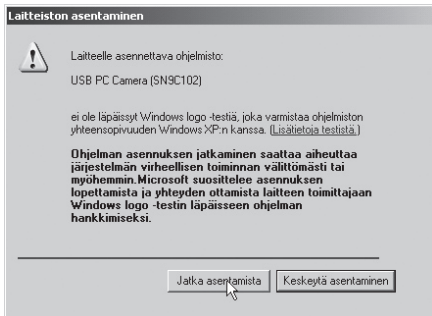 Laitteiston asentaminen
Laitteelle asennettava ohjelmisto:
USB PC Camera (SN9C102)
ei ole läpäissyt Windows logo -testiä, joka varmistaa ohjelmiston
yhteensopivuuden Windows XP:n kanssa. (Lisätietoja testistä.)
Ohjelman asennuksen jatkaminen saattaa aiheuttaa
järjestelmän virheellisen toiminnan välittömästi tai
myöhemmin.Microsoft suosittelee asennuksen
lopettamista ja yhteyden ottamista laitteen toimittajaan
Windows logo -testin läpäisseen ohjelman
hankkimiseksi.
Jatka asentamista
Keskeytä asentaminen